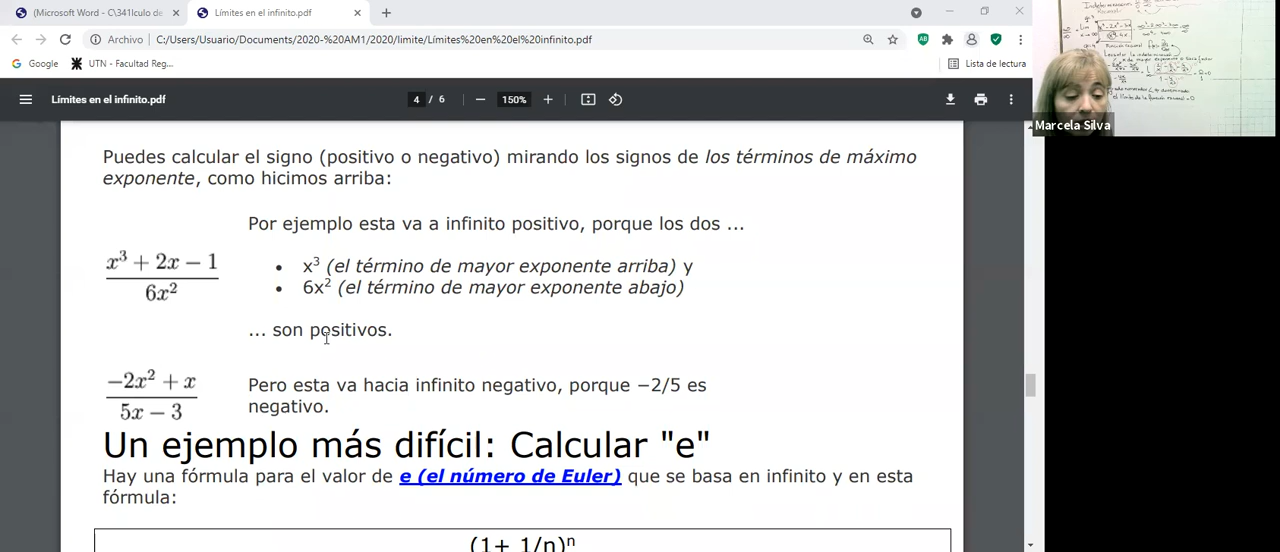 (Microsoft Word - C\341lculo de
Límites en el infinito.pdf
Archivo
C:/Users/Usuario/Documents/2020-%20AM1/2020/Limite/Límites%20en%20el%20infinito.pdf
Google
UTN - Facultad Reg...
Lista de lectura
Límites en el infinito.pdf
4 / 6
150%
Marcela Silva
Puedes calcular el signo (positivo o negativo) mirando los signos de los términos de máximo
exponente, como hicimos arriba:
Por ejemplo esta va a infinito positivo, porque los dos ...
x³ + 2x − 1
6x²
• x³ (el término de mayor exponente arriba) y
• 6x² (el término de mayor exponente abajo)
... son positivos.
−2x² + x
5x − 3
Pero esta va hacia infinito negativo, porque −2/5 es
negativo.
Un ejemplo más difícil: Calcular "e"
Hay una fórmula para el valor de e (el número de Euler) que se basa en infinito y en esta
fórmula:
(1+ 1/n)ⁿ